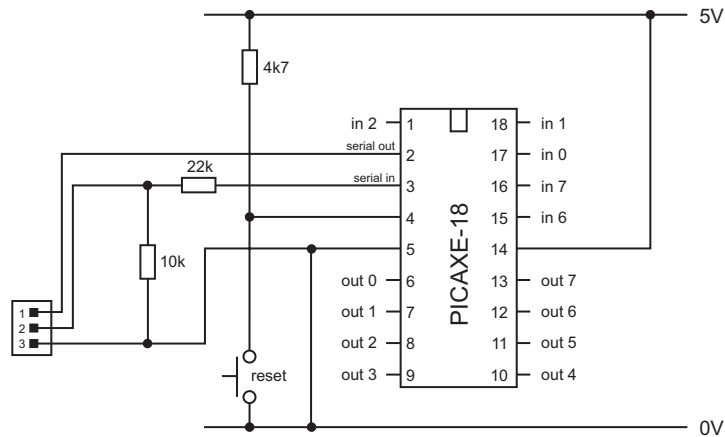 5V
4k7
in 2
1
18
in 1
serial out
2
17
in 0
22k
serial in
3
16
in 7
4
15
in 6
5
14
10k
out 0
6
13
out 7
out 1
7
12
out 6
out 2
8
11
out 5
out 3
9
10
out 4
PICAXE-18
1
2
3
reset
0V